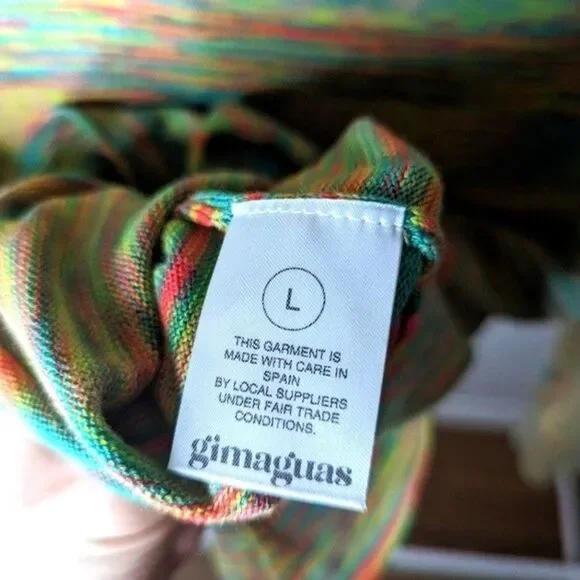 L
THIS GARMENT IS
MADE WITH CARE IN
SPAIN
BY LOCAL SUPPLIERS
UNDER FAIR TRADE
CONDITIONS.
gimaguas